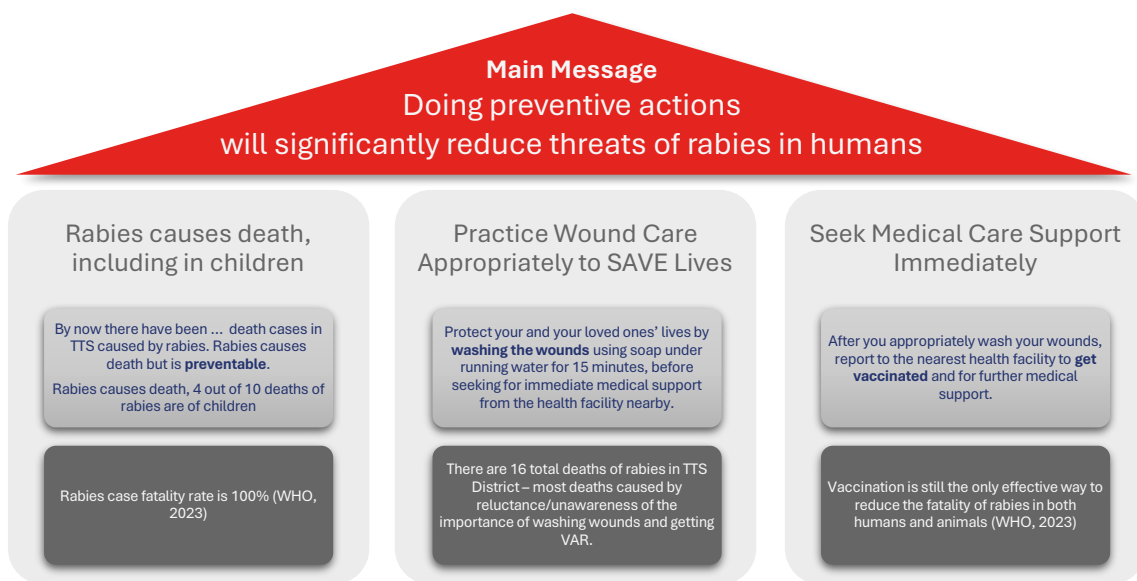 Main Message
Doing preventive actions
will significantly reduce threats of rabies in humans
Rabies causes death,
including in children
By now there have been ... death cases in
TTS caused by rabies. Rabies causes
death but is preventable.
Rabies causes death, 4 out of 10 deaths of
rabies are of children
Rabies case fatality rate is 100% (WHO,
2023)
Practice Wound Care
Appropriately to SAVE Lives
Protect your and your loved ones' lives by
washing the wounds using soap under
running water for 15 minutes, before
seeking for immediate medical support
from the health facility nearby.
There are 16 total deaths of rabies in TTS
District – most deaths caused by
reluctance/unawareness of the
importance of washing wounds and getting
VAR.
Seek Medical Care Support
Immediately
After you appropriately wash your wounds,
report to the nearest health facility to get
vaccinated and for further medical
support.
Vaccination is still the only effective way to
reduce the fatality of rabies in both
humans and animals (WHO, 2023)